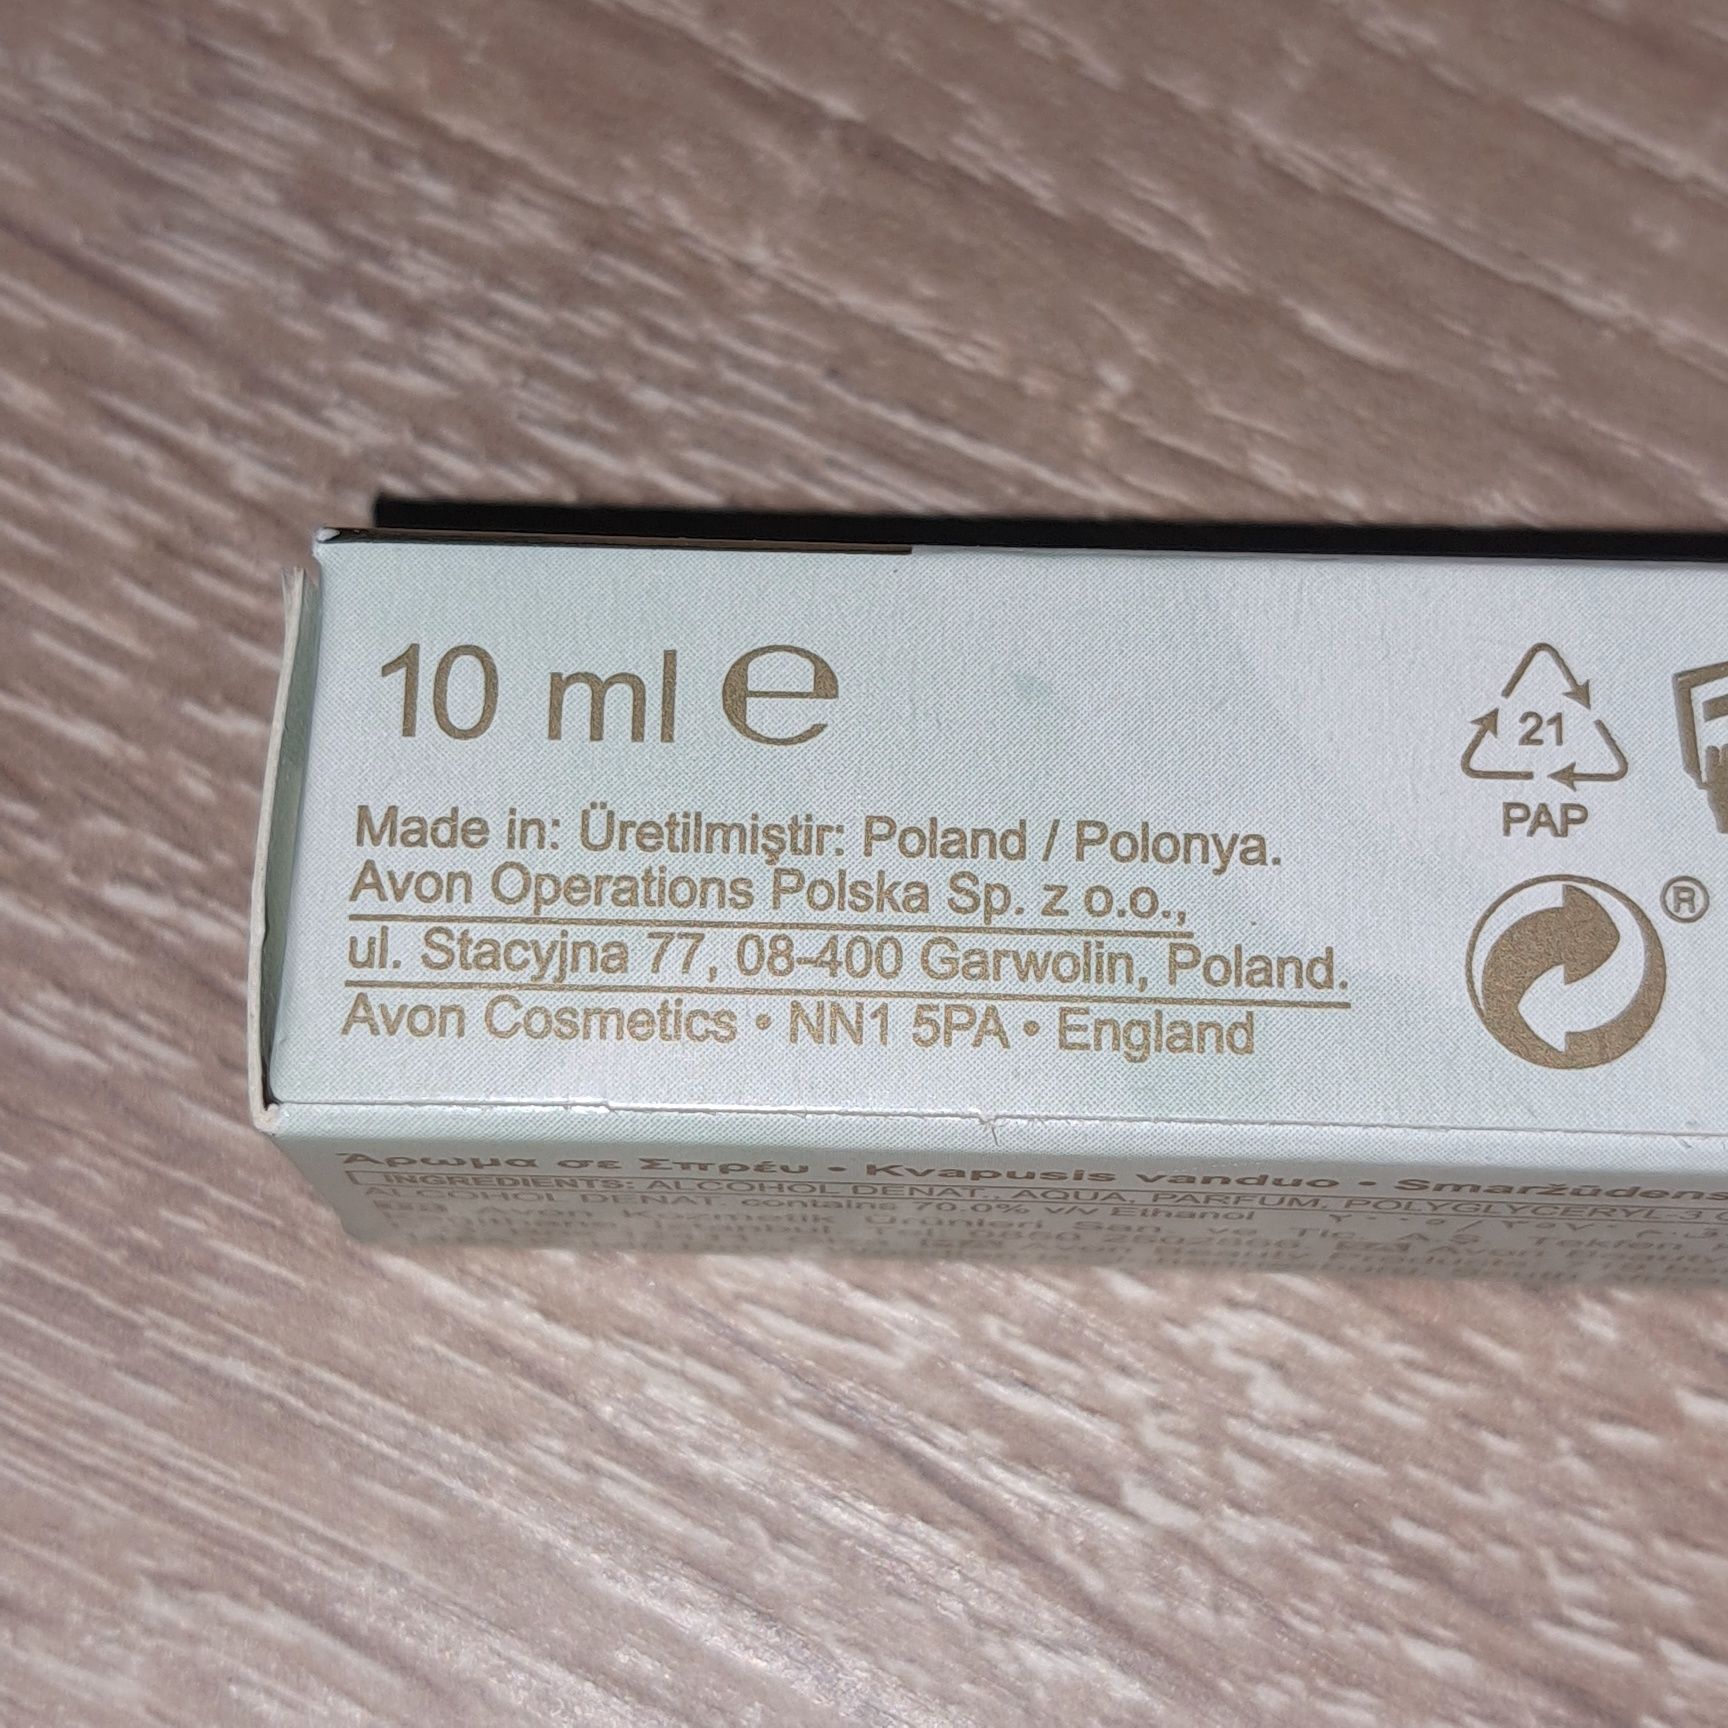 10 ml ℮
Made in: Üretilmiştir: Poland / Polonya.
Avon Operations Polska Sp. z o.o.,
ul. Stacyjna 77, 08-400 Garwolin, Poland.
Avon Cosmetics • NN1 5PA • England
21
PAP
®
Άρωμα σε Σπρέυ • Kvapusis vanduo • Smaržūdens
INGREDIENTS: ALCOHOL DENAT., AQUA, PARFUM, POLYGLYCERYL-3
ALCOHOL DENAT. contains 70.0% v/v Ethanol
Avon Kozmetik Ürünleri San. ve Tic. A.Ş. Tekfen